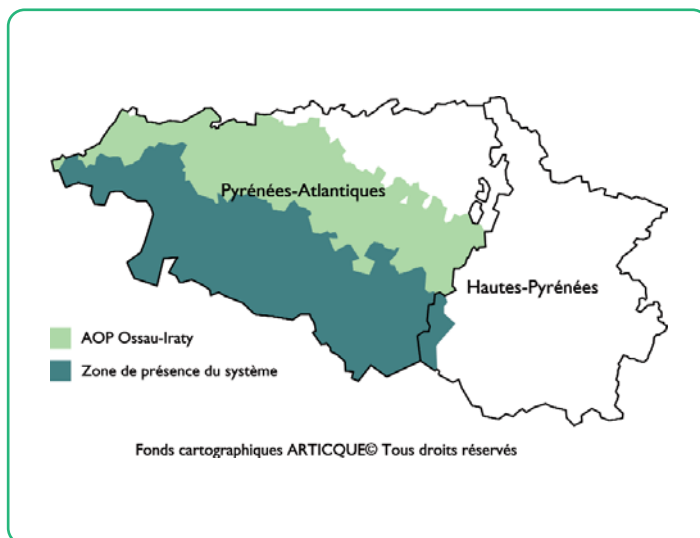 Pyrénées-Atlantiques
Hautes-Pyrénées
AOP Ossau-Iraty
Zone de présence du système
Fonds cartographiques ARTICQUE© Tous droits réservés